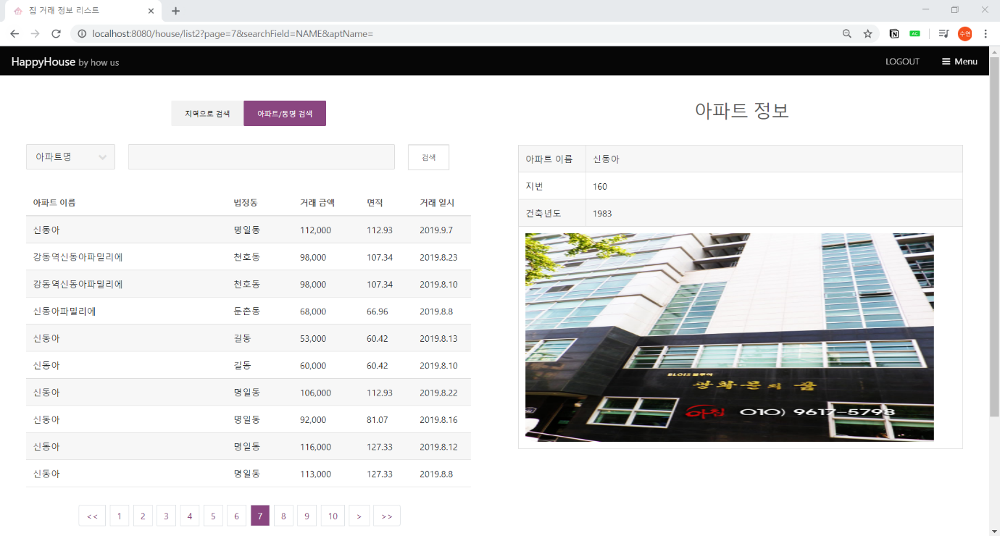 집 거래 정보 리스트
localhost:8080/house/list2?page=7&searchField=NAME&aptName=
수연
HappyHouse by how us
LOGOUT
Menu
지역으로 검색 아파트/동명 검색
아파트명
검색
아파트 이름 법정동 거래 금액 면적 거래 일시
신동아 명일동 112,000 112.93 2019.9.7
강동역신동아파밀리에 천호동 98,000 107.34 2019.8.23
강동역신동아파밀리에 천호동 98,000 107.34 2019.8.10
신동아파밀리에 둔촌동 68,000 66.96 2019.8.8
신동아 길동 53,000 60.42 2019.8.13
신동아 길동 60,000 60.42 2019.8.10
신동아 명일동 106,000 112.93 2019.8.22
신동아 명일동 92,000 81.07 2019.8.16
신동아 명일동 116,000 127.33 2019.8.12
신동아 명일동 113,000 127.33 2019.8.8
<< 1 2 3 4 5 6 7 8 9 10 > >>
아파트 정보
아파트 이름 신동아
지번 160
건축년도 1983
BLOIS 블루아
광화문의 꿈
아침 010) 9617-5793